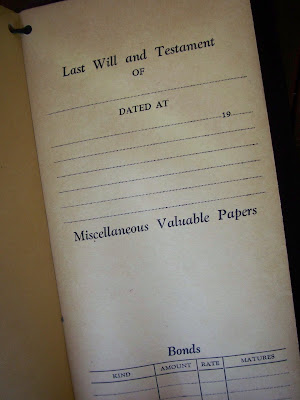 Last Will and Testament
OF
DATED AT
19
Miscellaneous Valuable Papers
Bonds
KIND AMOUNT RATE MATURES